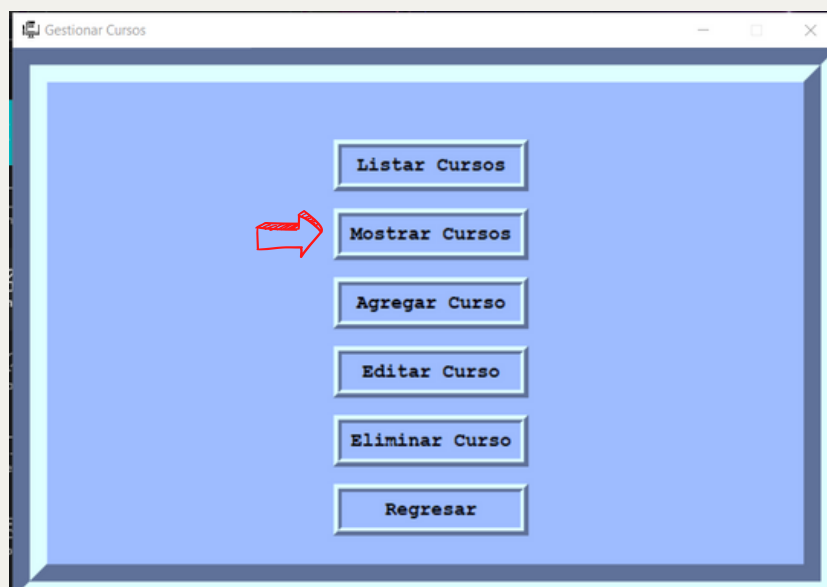 Gestionar Cursos
Listar Cursos
Mostrar Cursos
Agregar Curso
Editar Curso
Eliminar Curso
Regresar